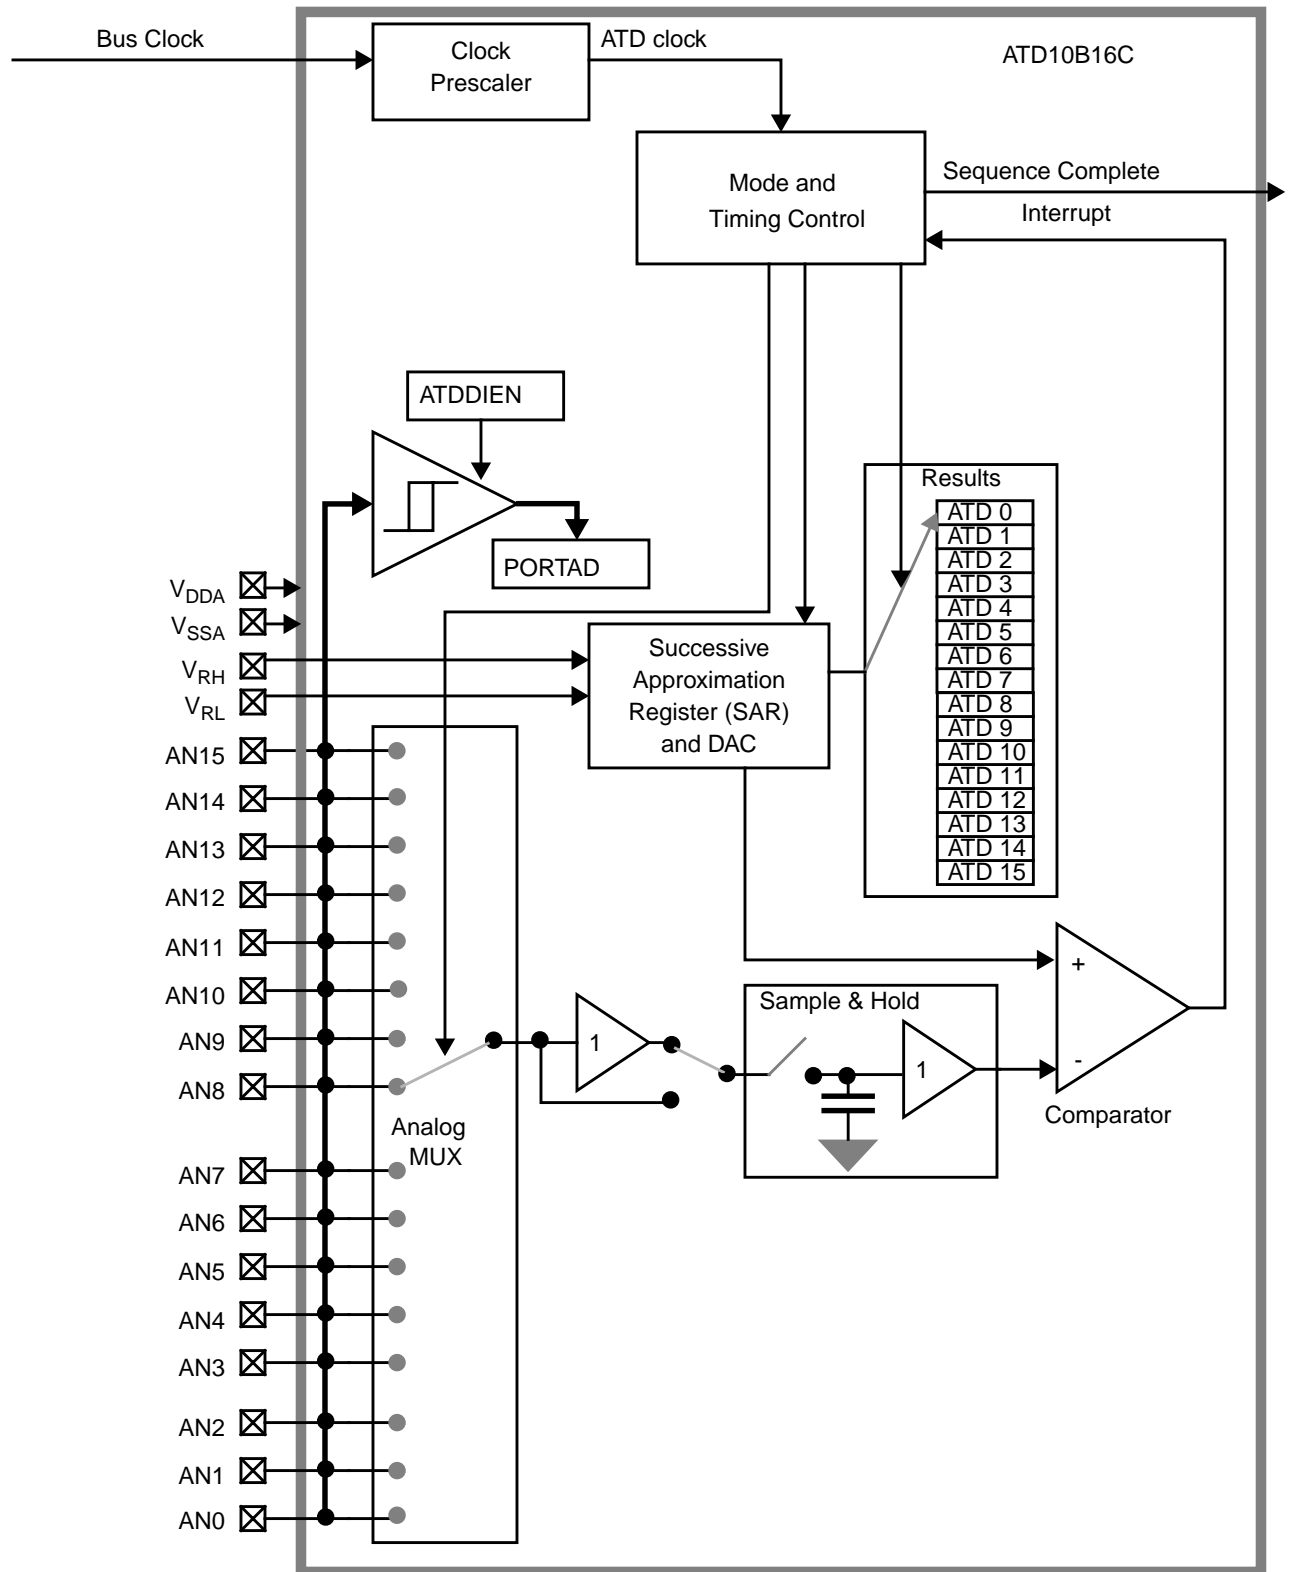 Bus Clock
Clock
Prescaler
ATD clock
ATD10B16C
Mode and
Timing Control
Sequence Complete
Interrupt
ATDDIEN
PORTAD
Results
ATD 0
ATD 1
ATD 2
ATD 3
ATD 4
ATD 5
ATD 6
ATD 7
ATD 8
ATD 9
ATD 10
ATD 11
ATD 12
ATD 13
ATD 14
ATD 15
VDDA
VSSA
VRH
VRL
Successive
Approximation
Register (SAR)
and DAC
AN15
AN14
AN13
AN12
AN11
AN10
AN9
AN8
AN7
AN6
AN5
AN4
AN3
AN2
AN1
AN0
Analog
MUX
1
Sample & Hold
1
+
-
Comparator